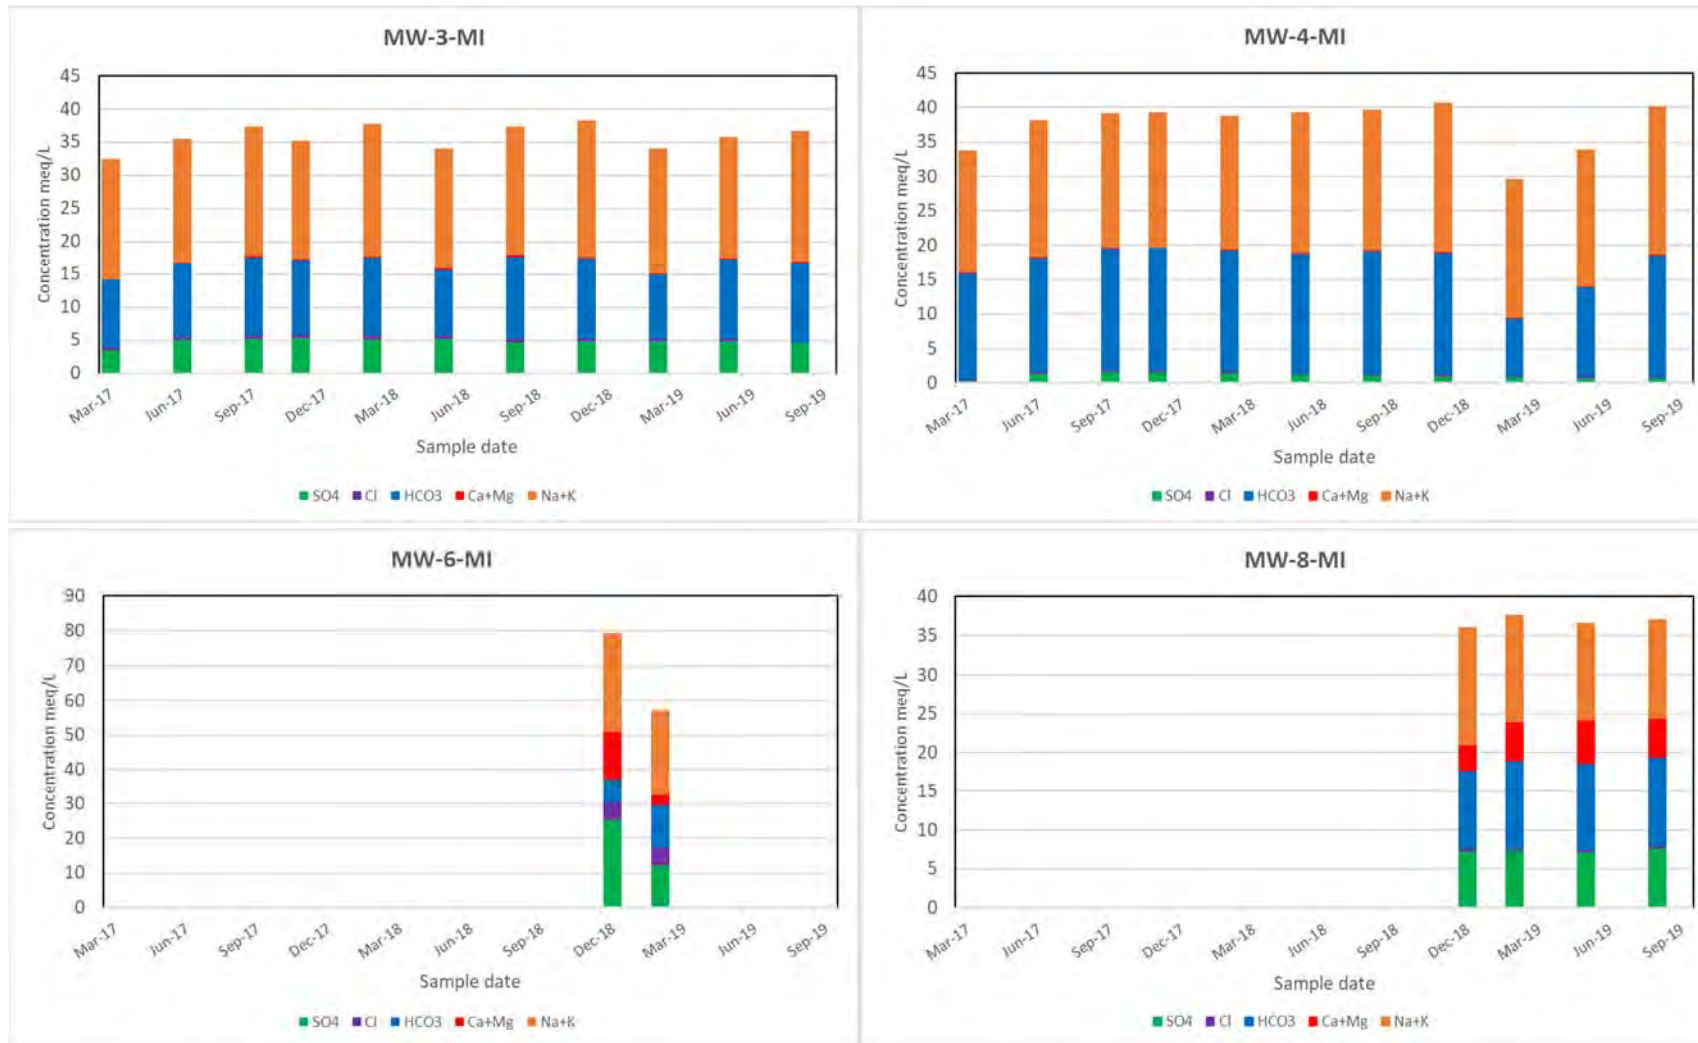 MW-3-MI
Concentration meq/L
45
40
35
30
25
20
15
10
5
0
Mar-17 Jun-17 Sep-17 Dec-17 Mar-18 Jun-18 Sep-18 Dec-18 Mar-19 Jun-19 Sep-19
Sample date
SO4 Cl HCO3 Ca+Mg Na+K
MW-4-MI
Concentration meq/L
45
40
35
30
25
20
15
10
5
0
Mar-17 Jun-17 Sep-17 Dec-17 Mar-18 Jun-18 Sep-18 Dec-18 Mar-19 Jun-19 Sep-19
Sample date
SO4 Cl HCO3 Ca+Mg Na+K
MW-6-MI
Concentration meq/L
90
80
70
60
50
40
30
20
10
0
Mar-17 Jun-17 Sep-17 Dec-17 Mar-18 Jun-18 Sep-18 Dec-18 Mar-19 Jun-19 Sep-19
Sample date
SO4 Cl HCO3 Ca+Mg Na+K
MW-8-MI
Concentration meq/L
40
35
30
25
20
15
10
5
0
Mar-17 Jun-17 Sep-17 Dec-17 Mar-18 Jun-18 Sep-18 Dec-18 Mar-19 Jun-19 Sep-19
Sample date
SO4 Cl HCO3 Ca+Mg Na+K